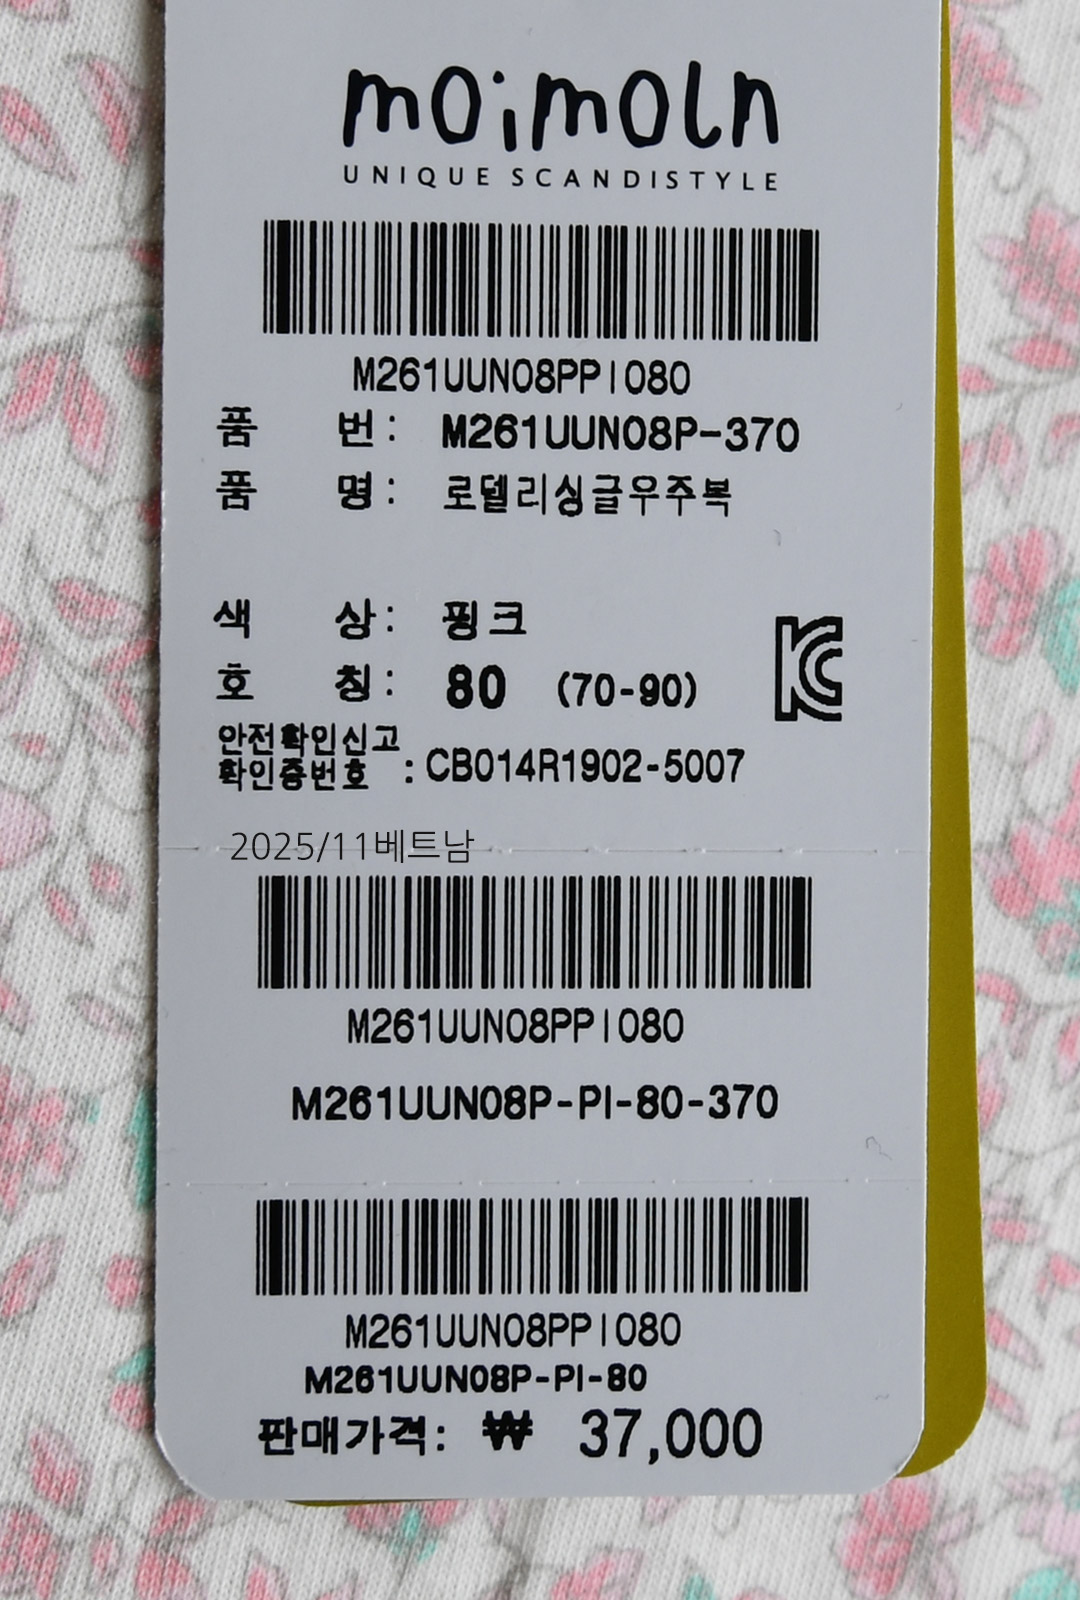 moimoln
UNIQUE SCANDISTYLE
M261UUN08PPI080
품 번: M261UUN08P-370
품 명: 로델리싱글우주복
색 상: 핑크
호 칭: 80 (70-90)
안전확인신고
확인증번호 : CB014R1902-5007
2025/11베트남
M261UUN08PPI080
M261UUN08P-PI-80-370
M261UUN08PPI080
M261UUN08P-PI-80
판매가격: ₩ 37,000